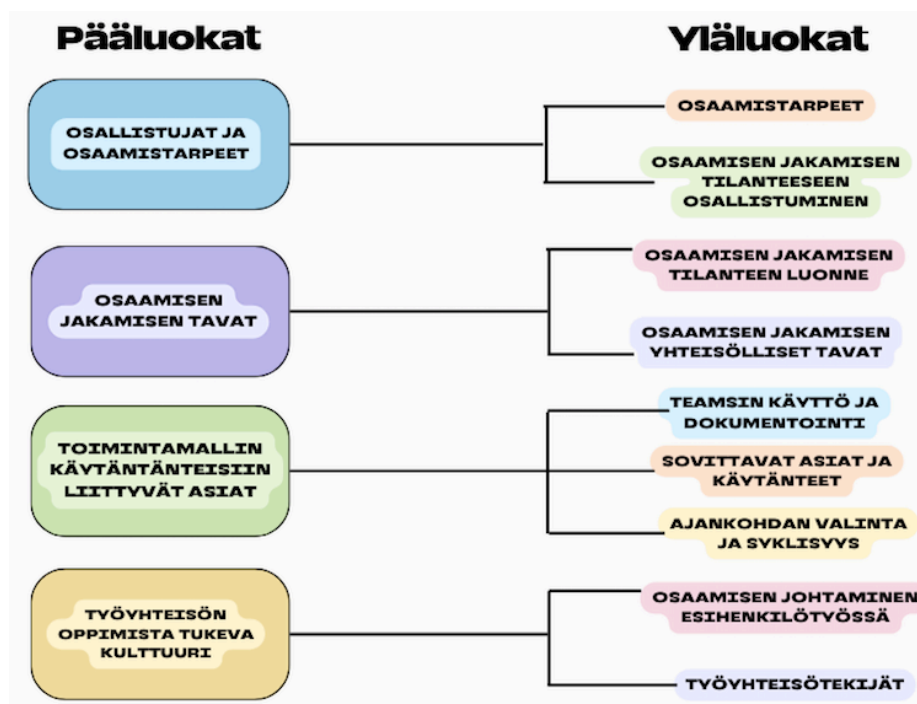 Pääluokat
Yläluokat
OSALLISTUJAT JA
OSAAMISTARPEET
OSAAMISTARPEET
OSAAMISEN JAKAMISEN
TILANTEESEEN
OSALLISTUMINEN
OSAAMISEN
JAKAMISEN TAVAT
OSAAMISEN JAKAMISEN
TILANTEEN LUONNE
OSAAMISEN JAKAMISEN
YHTEISÖLLISET TAVAT
TOIMINTAMALLIN
KÄYTÄNTÄNTEISIIN
LIITTYVÄT ASIAT
TEAMSIN KÄYTTÖ JA
DOKUMENTOINTI
SOVITTAVAT ASIAT JA
KÄYTÄNTEET
AJANKOHDAN VALINTA
JA SYKLISYYS
TYÖYHTEISÖN
OPPIMISTA TUKEVA
KULTTUURI
OSAAMISEN JOHTAMINEN
ESIHENKILÖTYÖSSÄ
TYÖYHTEISÖTEKIJÄT